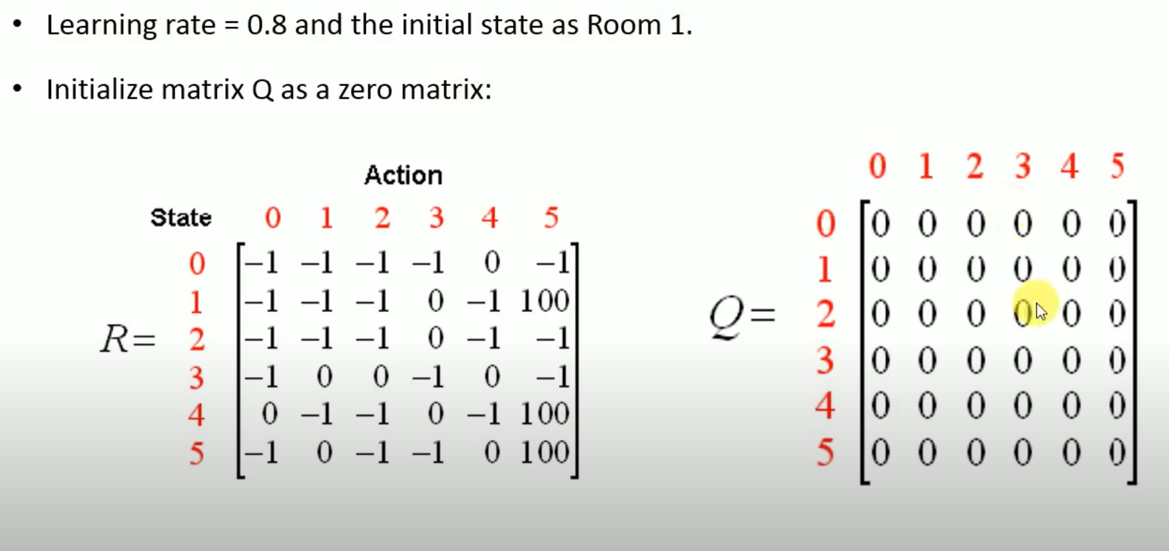 • Learning rate = 0.8 and the initial state as Room 1.
• Initialize matrix Q as a zero matrix:
Action
State 0 1 2 3 4 5
0 −1 −1 −1 −1 0 −1
1 −1 −1 −1 0 −1 100
R= 2 −1 −1 −1 0 −1 −1
3 −1 0 0 −1 0 −1
4 0 −1 −1 0 −1 100
5 −1 0 −1 −1 0 100
0 1 2 3 4 5
0 0 0 0 0 0 0
1 0 0 0 0 0 0
Q= 2 0 0 0 0 0 0
3 0 0 0 0 0 0
4 0 0 0 0 0 0
5 0 0 0 0 0 0